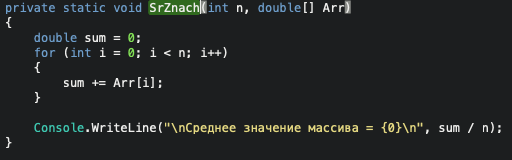 private static void SrZnach(int n, double[] Arr)
{
    double sum = 0;
    for (int i = 0; i < n; i++)
    {
        sum += Arr[i];
    }

    Console.WriteLine("\nСреднее значение массива = {0}\n", sum / n);
}